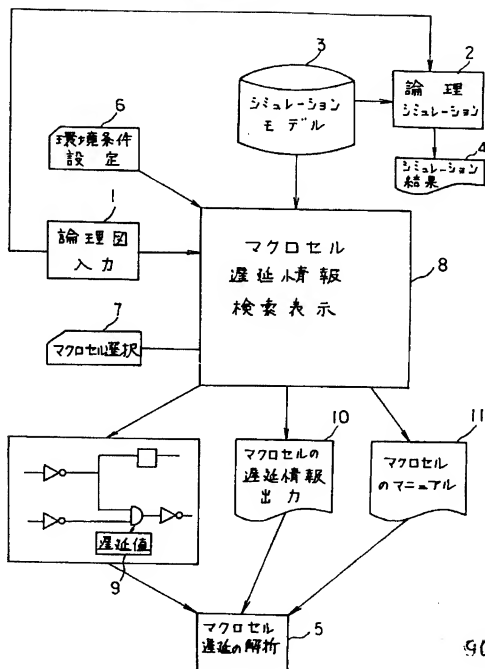 3
2
論理
シミュレーション
シミュレーション
モデル
4
シミュレーション
結果
6
環境条件
設定
1
論理図
入力
マクロセル
遅延情報
検索表示
8
7
マクロセル選択
10
マクロセルの
遅延情報
出力
11
マクロセル
のマニュアル
遅延値
9
マクロセル
遅延の解析
5
90